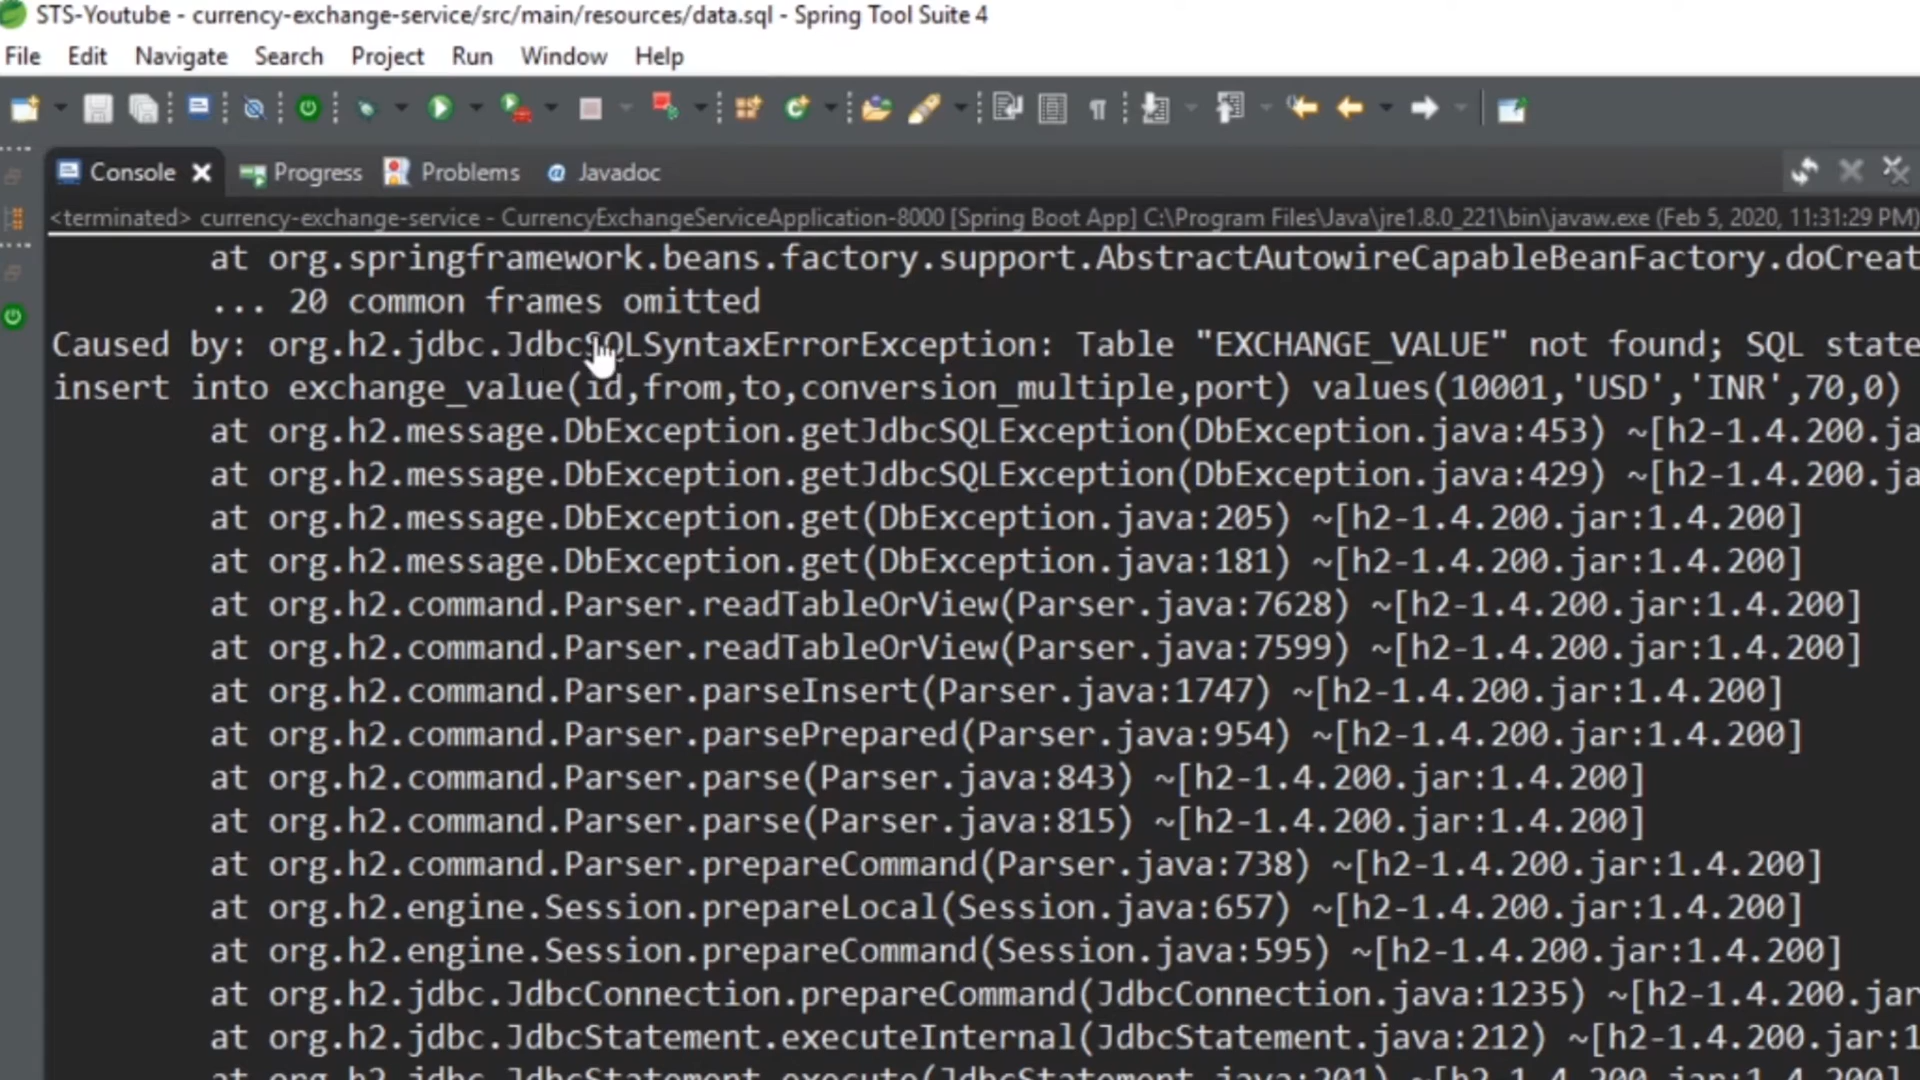 STS-Youtube - currency-exchange-service/src/main/resources/data.sql - Spring Tool Suite 4
File Edit Navigate Search Project Run Window Help
Console Progress Problems @ Javadoc
<terminated> currency-exchange-service - CurrencyExchangeServiceApplication-8000 [Spring Boot App] C:\Program Files\Java\jre1.8.0_221\bin\javaw.exe (Feb 5, 2020, 11:31:29 PM)
at org.springframework.beans.factory.support.AbstractAutowireCapableBeanFactory.doCreat
... 20 common frames omitted
Caused by: org.h2.jdbc.JdbcSQLSyntaxErrorException: Table "EXCHANGE_VALUE" not found; SQL state
insert into exchange_value(id,from,to,conversion_multiple,port) values(10001,'USD','INR',70,0)
at org.h2.message.DbException.getJdbcSQLException(DbException.java:453) ~[h2-1.4.200.ja
at org.h2.message.DbException.getJdbcSQLException(DbException.java:429) ~[h2-1.4.200.ja
at org.h2.message.DbException.get(DbException.java:205) ~[h2-1.4.200.jar:1.4.200]
at org.h2.message.DbException.get(DbException.java:181) ~[h2-1.4.200.jar:1.4.200]
at org.h2.command.Parser.readTableOrView(Parser.java:7628) ~[h2-1.4.200.jar:1.4.200]
at org.h2.command.Parser.readTableOrView(Parser.java:7599) ~[h2-1.4.200.jar:1.4.200]
at org.h2.command.Parser.parseInsert(Parser.java:1747) ~[h2-1.4.200.jar:1.4.200]
at org.h2.command.Parser.parsePrepared(Parser.java:954) ~[h2-1.4.200.jar:1.4.200]
at org.h2.command.Parser.parse(Parser.java:843) ~[h2-1.4.200.jar:1.4.200]
at org.h2.command.Parser.parse(Parser.java:815) ~[h2-1.4.200.jar:1.4.200]
at org.h2.command.Parser.prepareCommand(Parser.java:738) ~[h2-1.4.200.jar:1.4.200]
at org.h2.engine.Session.prepareLocal(Session.java:657) ~[h2-1.4.200.jar:1.4.200]
at org.h2.engine.Session.prepareCommand(Session.java:595) ~[h2-1.4.200.jar:1.4.200]
at org.h2.jdbc.JdbcConnection.prepareCommand(JdbcConnection.java:1235) ~[h2-1.4.200.jar
at org.h2.jdbc.JdbcStatement.executeInternal(JdbcStatement.java:212) ~[h2-1.4.200.jar:1
at org.h2.jdbc.JdbcStatement.execute(JdbcStatement.java:201) ~[h2-1.4.200.jar:1.4.200]